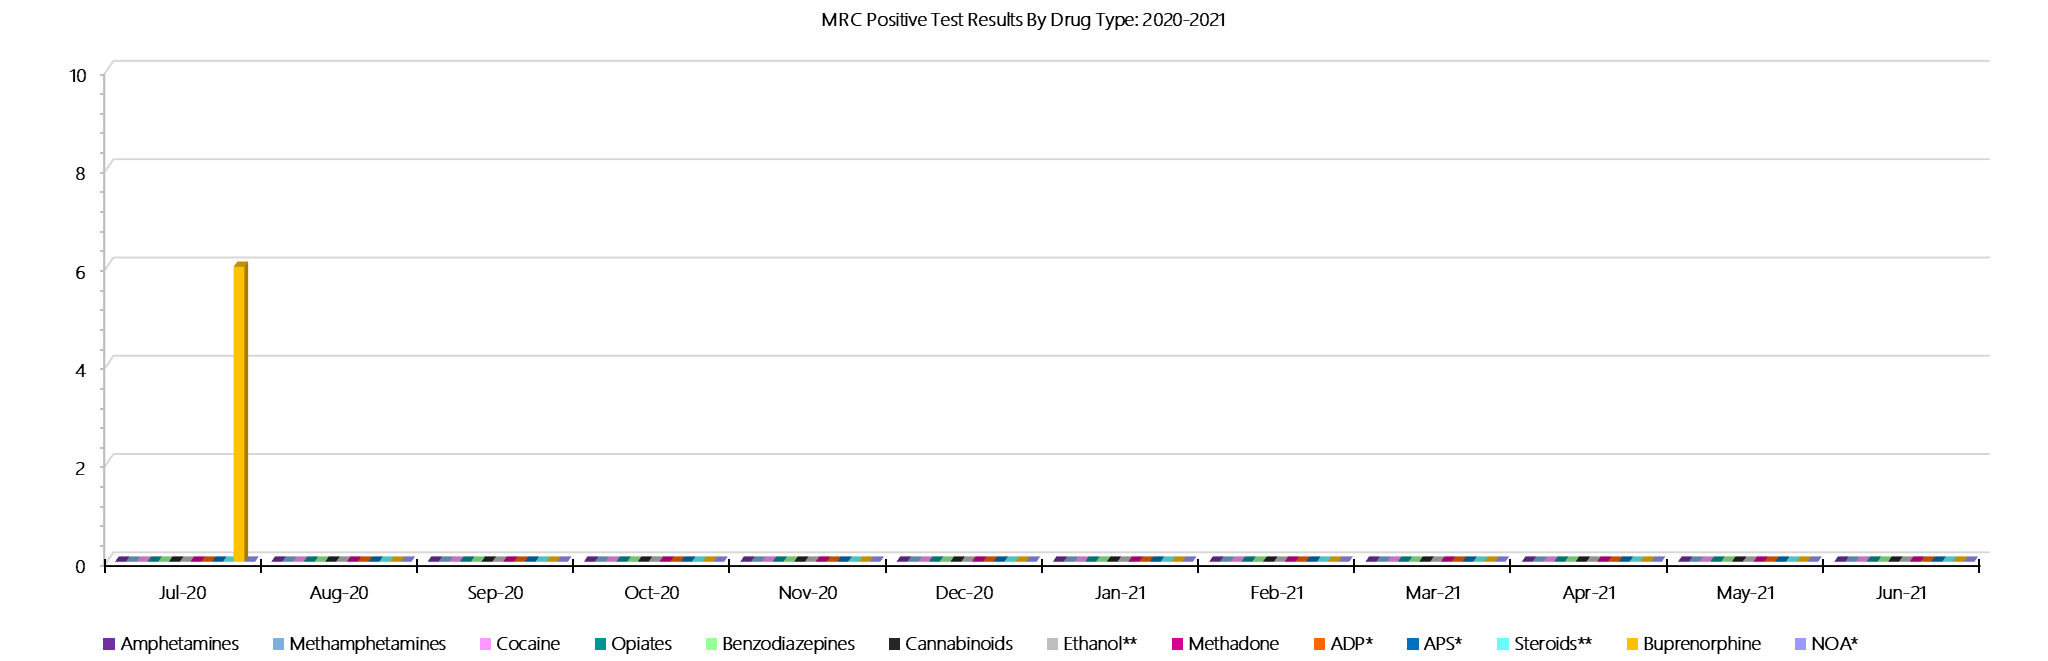 MRC Positive Test Results By Drug Type: 2020-2021
10
8
6
4
2
0
Jul-20 Aug-20 Sep-20 Oct-20 Nov-20 Dec-20 Jan-21 Feb-21 Mar-21 Apr-21 May-21 Jun-21
Amphetamines Methamphetamines Cocaine Opiates Benzodiazepines Cannabinoids Ethanol** Methadone ADP* APS* Steroids** Buprenorphine NOA*